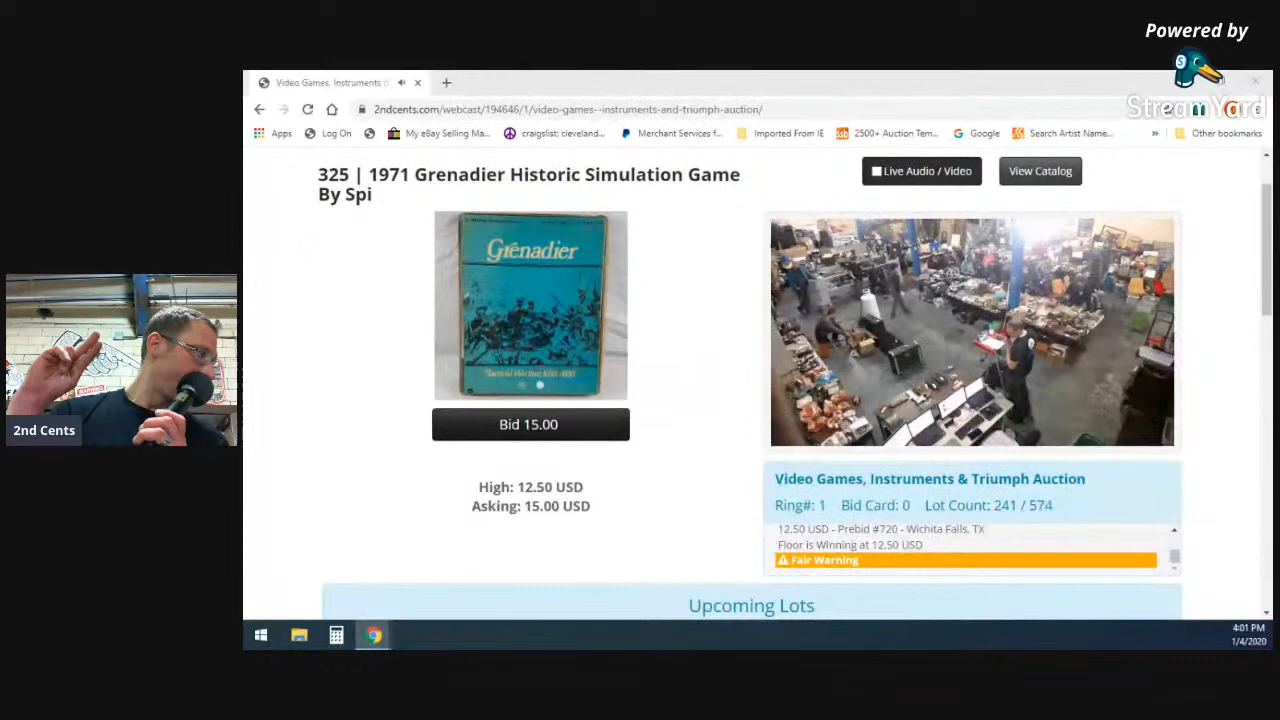 Powered by
StreamYard
Video Games, Instruments
2ndcents.com/webcast/194646/1/video-games--instruments-and-triumph-auction/
Apps
Log On
My eBay Selling Ma...
craigslist: cleveland...
Merchant Services f...
Imported From IE
2500+ Auction Tem...
Google
Search Artist Name...
»
Other bookmarks
325 | 1971 Grenadier Historic Simulation Game
By Spi
Live Audio / Video
View Catalog
Grenadier
Bid 15.00
High: 12.50 USD
Asking: 15.00 USD
Video Games, Instruments & Triumph Auction
Ring#: 1 Bid Card: 0 Lot Count: 241 / 574
12.50 USD - Prebid #720 - Wichita Falls, TX
Floor is Winning at 12.50 USD
Fair Warning
Upcoming Lots
2nd Cents
4:01 PM
1/4/2020